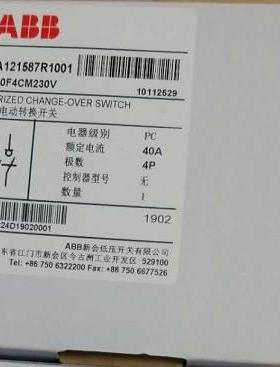 ABB
A121587R1001
0F4CM230V
10112529
RIZED CHANGE-OVER SWITCH
电动转换开关
电器级别 PC
额定电流 40A
极数 4P
控制器型号 无
数量 1
1902
24D19020001
ABB新会低压开关有限公司
东省江门市新会区今古洲工业开发区 529100
Tel: +86 750 6322200 Fax: +86 750 6677526